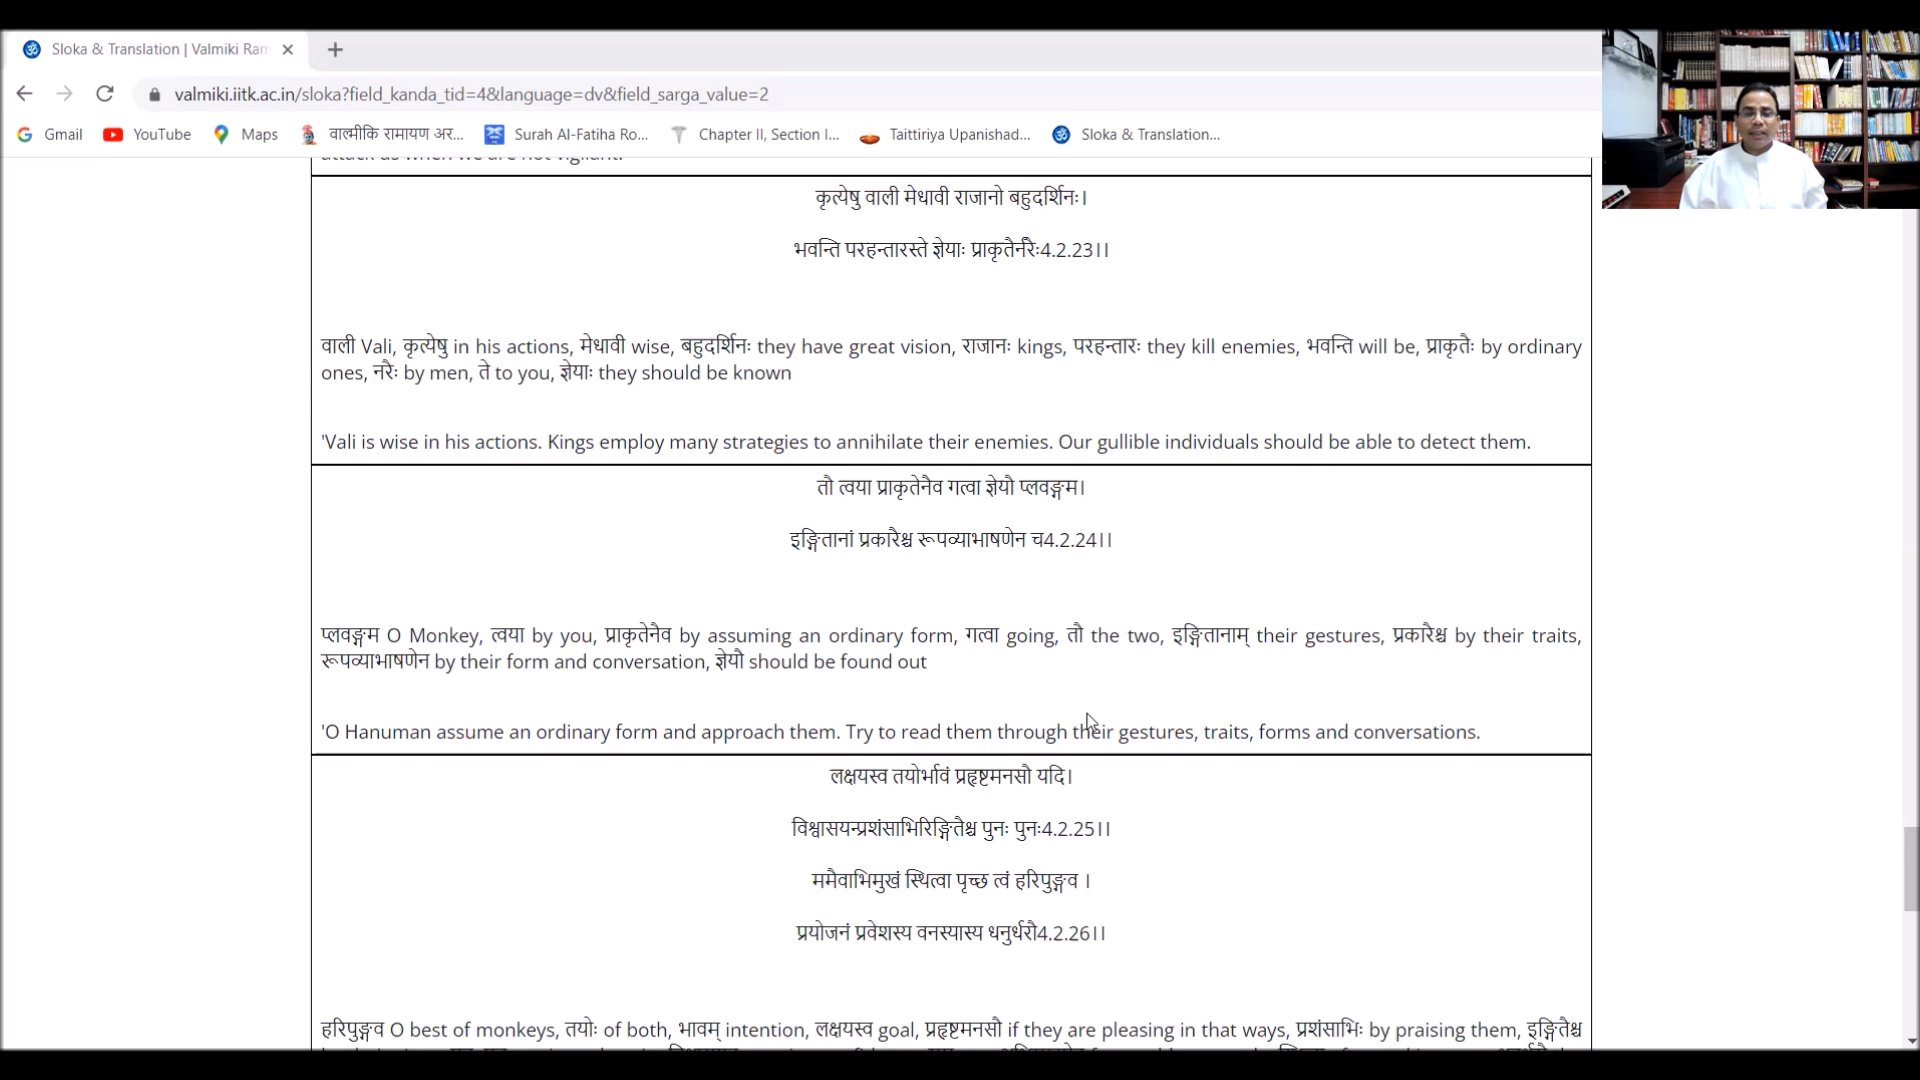 Sloka & Translation | Valmiki Ram
valmiki.iitk.ac.in/sloka?field_kanda_tid=4&language=dv&field_sarga_value=2
Gmail YouTube Maps वाल्मीकि रामायण अर... Surah Al-Fatiha Ro... Chapter II, Section I... Taittiriya Upanishad... Sloka & Translation...
attack us when we are not vigilant.
कृत्येषु वाली मेधावी राजानो बहुदर्शिनः।
भवन्ति परहन्तारस्ते ज्ञेयाः प्राकृतैर्नरैः4.2.23।।
वाली Vali, कृत्येषु in his actions, मेधावी wise, बहुदर्शिनः they have great vision, राजानः kings, परहन्तारः they kill enemies, भवन्ति will be, प्राकृतैः by ordinary
ones, नरैः by men, ते to you, ज्ञेयाः they should be known
'Vali is wise in his actions. Kings employ many strategies to annihilate their enemies. Our gullible individuals should be able to detect them.
तौ त्वया प्राकृतेनैव गत्वा ज्ञेयौ प्लवङ्गम।
इङ्गितानां प्रकारैश्च रूपव्याभाषणेन च4.2.24।।
प्लवङ्गम O Monkey, त्वया by you, प्राकृतेनैव by assuming an ordinary form, गत्वा going, तौ the two, इङ्गितानाम् their gestures, प्रकारैश्च by their traits,
रूपव्याभाषणेन by their form and conversation, ज्ञेयौ should be found out
'O Hanuman assume an ordinary form and approach them. Try to read them through their gestures, traits, forms and conversations.
लक्षयस्व तयोर्भावं प्रहृष्टमनसौ यदि।
विश्वासयन्प्रशंसाभिरिङ्गितैश्च पुनः पुनः4.2.25।।
ममैवाभिमुखं स्थित्वा पृच्छ त्वं हरिपुङ्गव ।
प्रयोजनं प्रवेशस्य वनस्यास्य धनुर्धरौ4.2.26।।
हरिपुङ्गव O best of monkeys, तयोः of both, भावम् intention, लक्षयस्व goal, प्रहृष्टमनसौ if they are pleasing in that ways, प्रशंसाभिः by praising them, इङ्गितैश्च